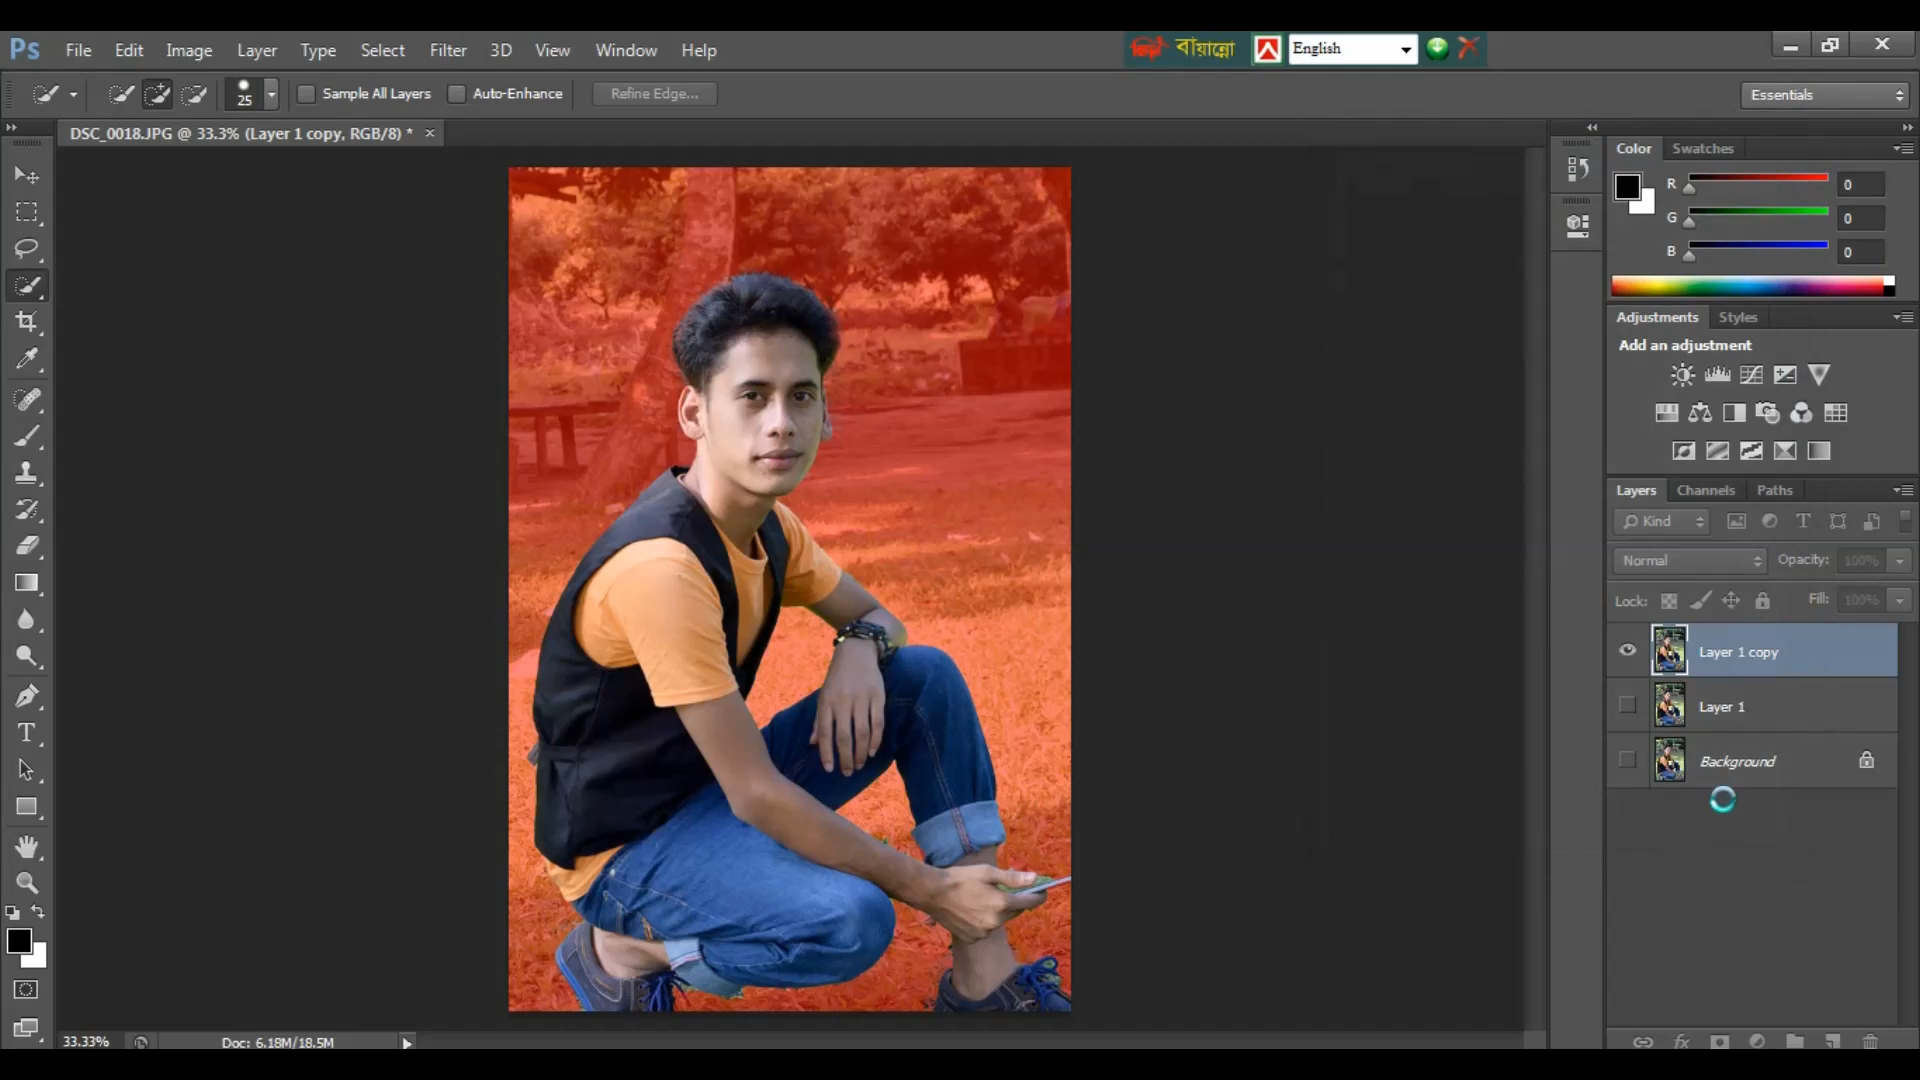 Ps File Edit Image Layer Type Select Filter 3D View Window Help বায়ান্নো English
25 Sample All Layers Auto-Enhance Refine Edge... Essentials
DSC_0018.JPG @ 33.3% (Layer 1 copy, RGB/8) * ×
Color Swatches
R 0
G 0
B 0
Adjustments Styles
Add an adjustment
Layers Channels Paths
Kind
Normal Opacity: 100%
Lock: Fill: 100%
Layer 1 copy
Layer 1
Background
33.33% Doc: 6.18M/18.5M